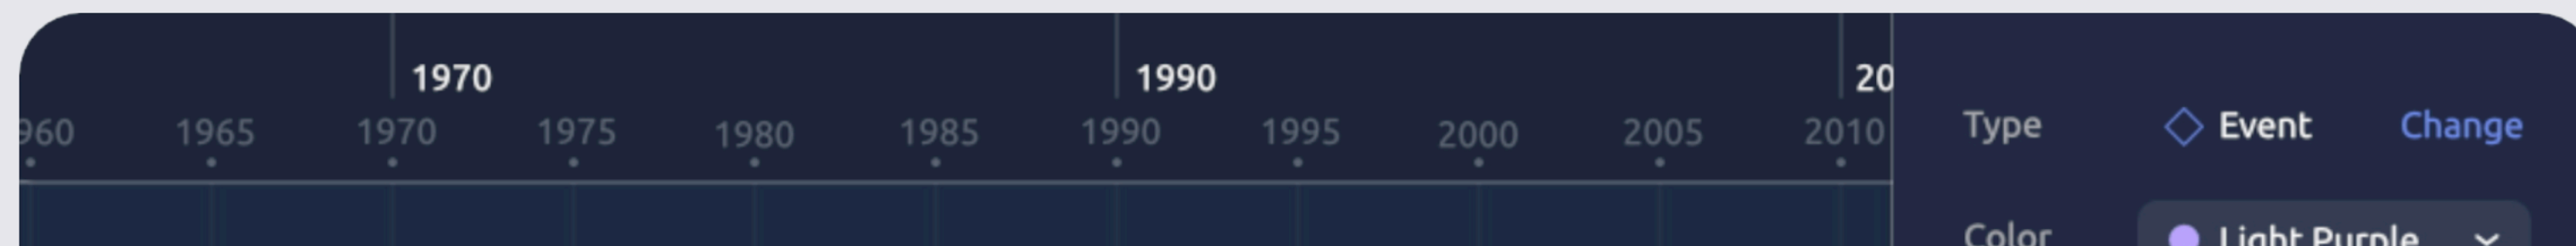 1970 1990 20
960 1965 1970 1975 1980 1985 1990 1995 2000 2005 2010
Type Event Change
Color Light Purple